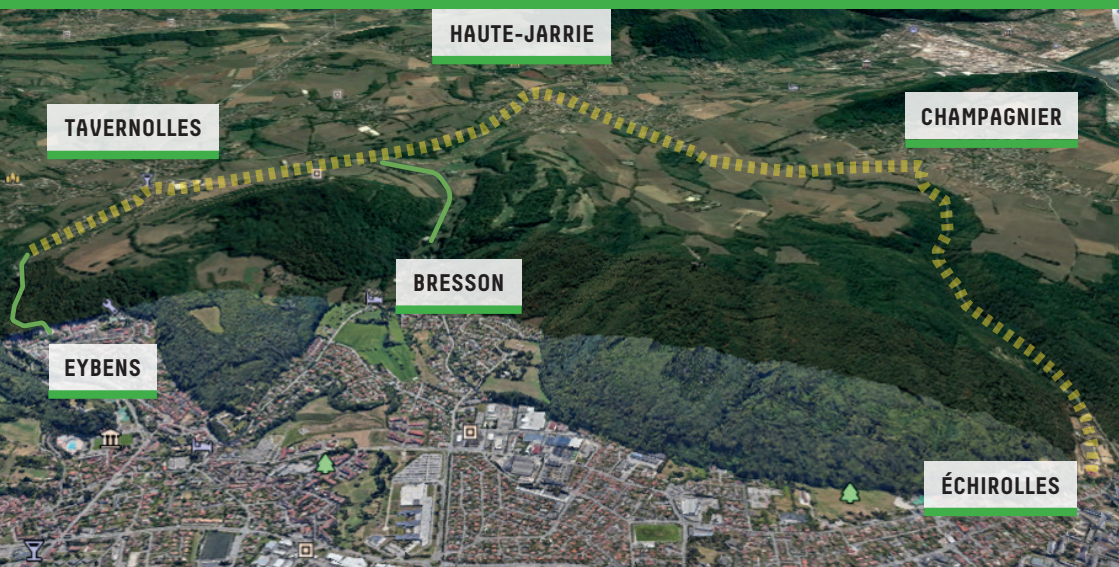 HAUTE-JARRIE
TAVERNOLLES
CHAMPAGNIER
BRESSON
EYBENS
ÉCHIROLLES